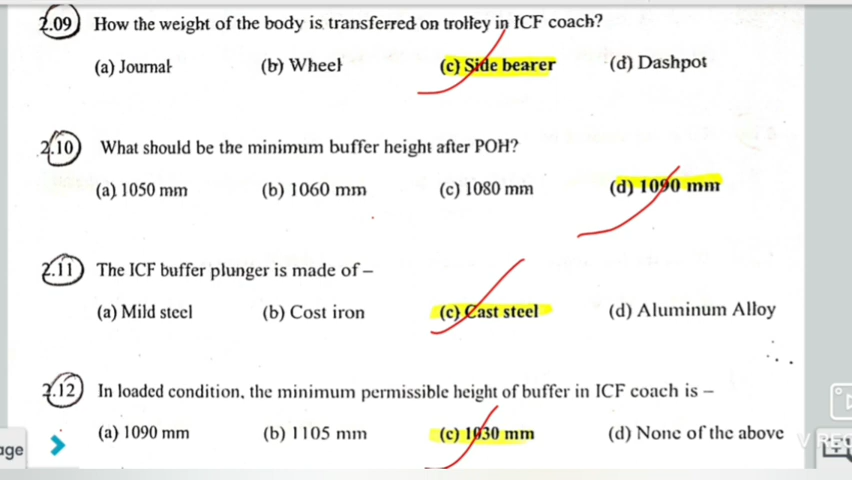 2.09 How the weight of the body is transferred on trolley in ICF coach?
(a) Journal (b) Wheel (c) Side bearer (d) Dashpot
2.10 What should be the minimum buffer height after POH?
(a) 1050 mm (b) 1060 mm (c) 1080 mm (d) 1090 mm
2.11 The ICF buffer plunger is made of –
(a) Mild steel (b) Cost iron (c) Cast steel (d) Aluminum Alloy
2.12 In loaded condition, the minimum permissible height of buffer in ICF coach is –
(a) 1090 mm (b) 1105 mm (c) 1030 mm (d) None of the above